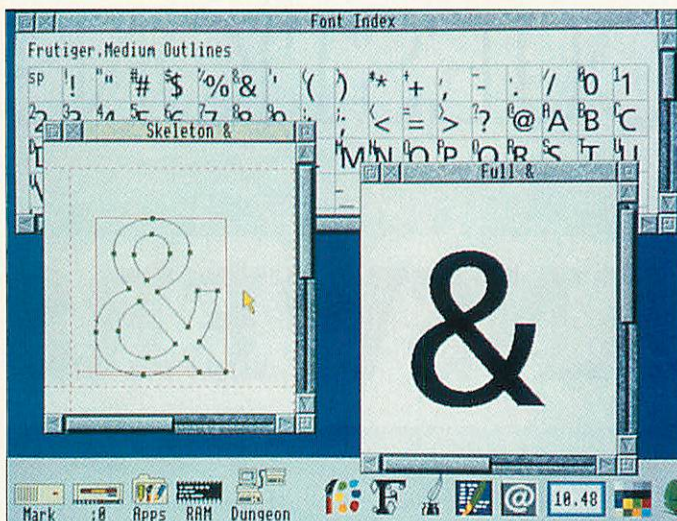 Font Index
Frutiger.Medium Outlines
sp ! " # $ % & ' ( ) * + , - . / 0 1
2 3 4 5 6 7 8 9 : ; < = > ? @ A B C
Skeleton &
D M N O P Q R S T U
Full &
V _
&
&
Mark :0 Apps RAM Dungeon F @ 10.48